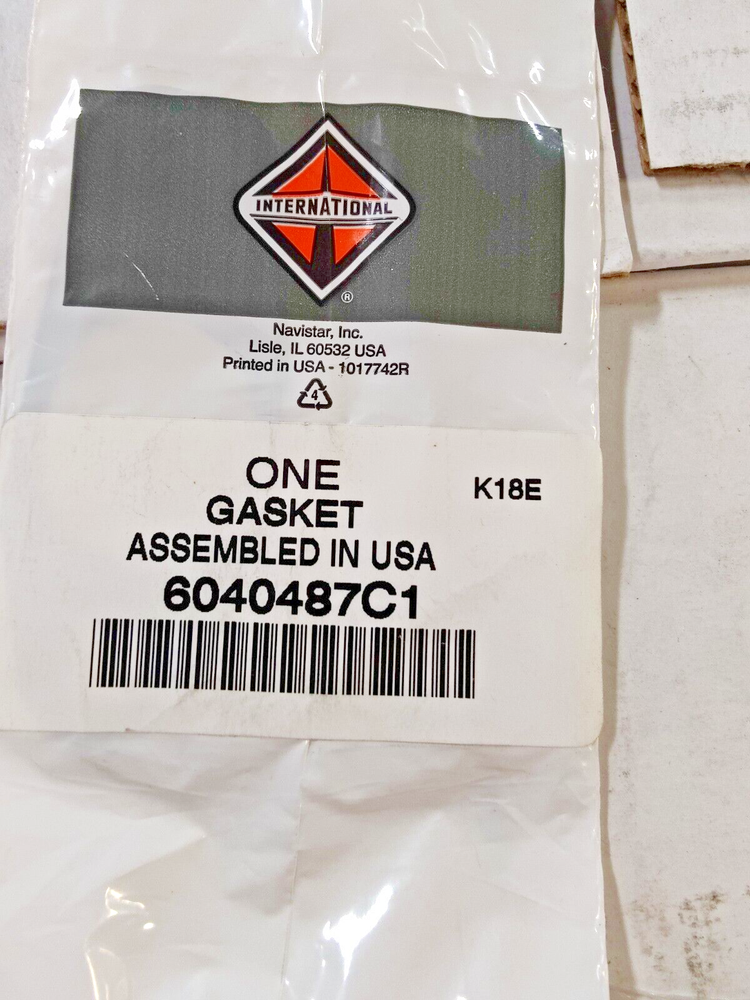 INTERNATIONAL
®
Navistar, Inc.
Lisle, IL 60532 USA
Printed in USA - 1017742R
4
ONE
K18E
GASKET
ASSEMBLED IN USA
6040487C1